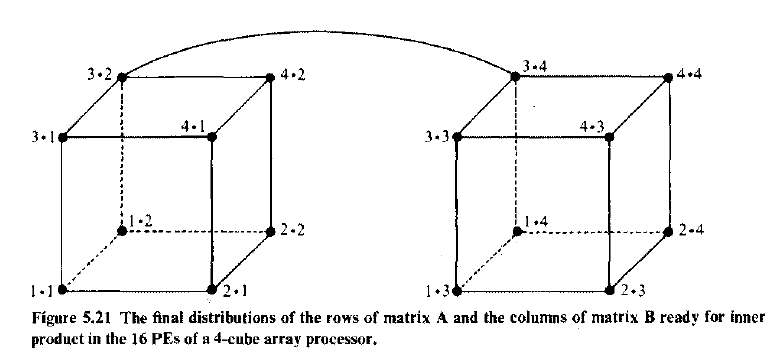 3•2 4•2 3•4 4•4
3•1 4•1 3•3 4•3
1•2 2•2 1•4 2•4
1•1 2•1 1•3 2•3
Figure 5.21 The final distributions of the rows of matrix A and the columns of matrix B ready for inner
product in the 16 PEs of a 4-cube array processor.